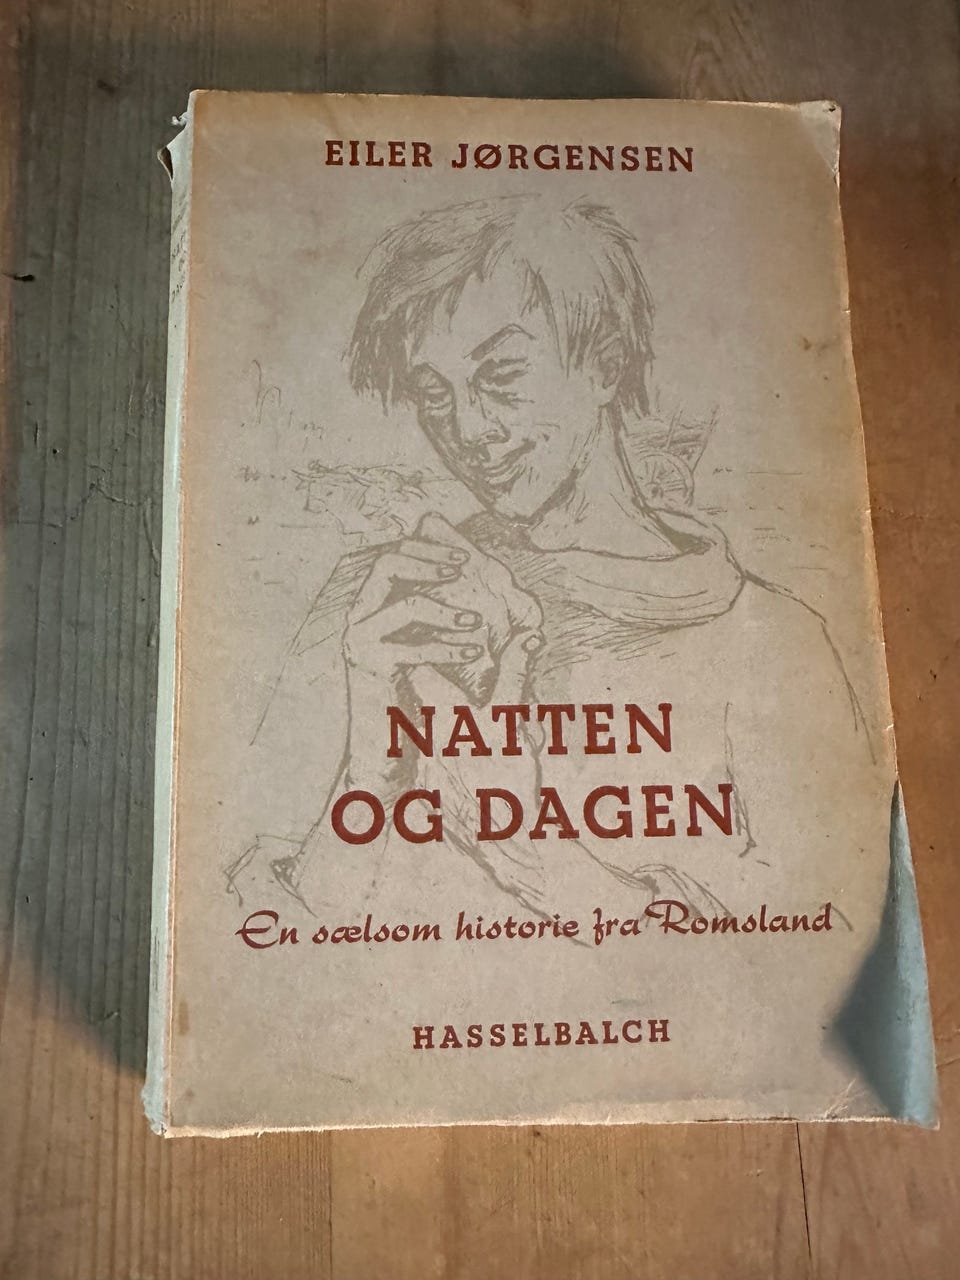 EILER JØRGENSEN
NATTEN
OG DAGEN
En sælsom historie fra Romsland
HASSELBALCH